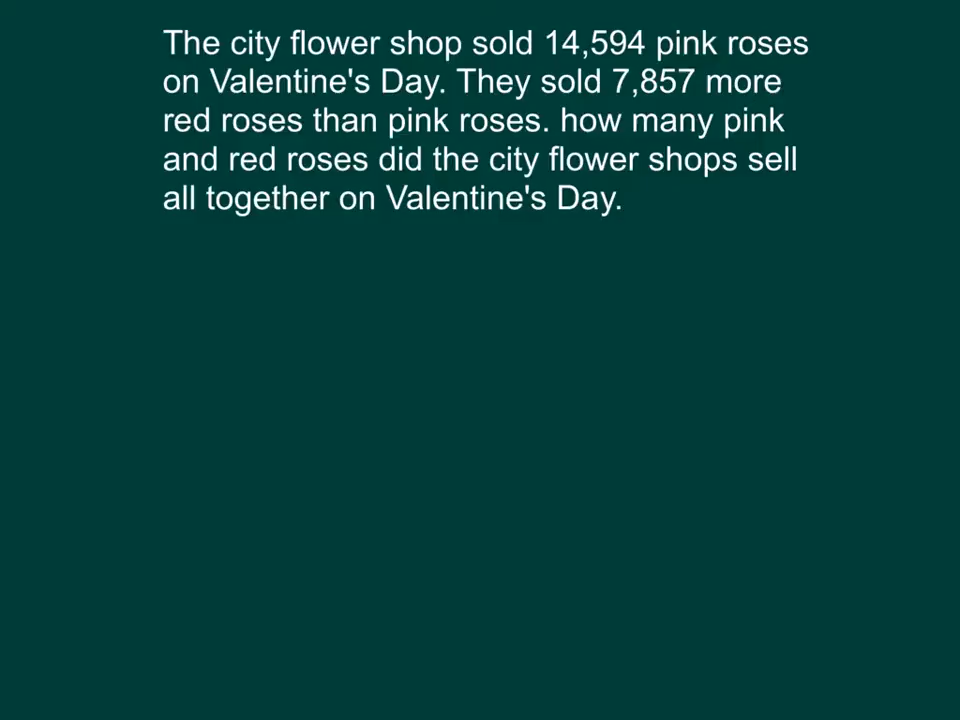 The city flower shop sold 14,594 pink roses
on Valentine's Day. They sold 7,857 more
red roses than pink roses. how many pink
and red roses did the city flower shops sell
all together on Valentine's Day.